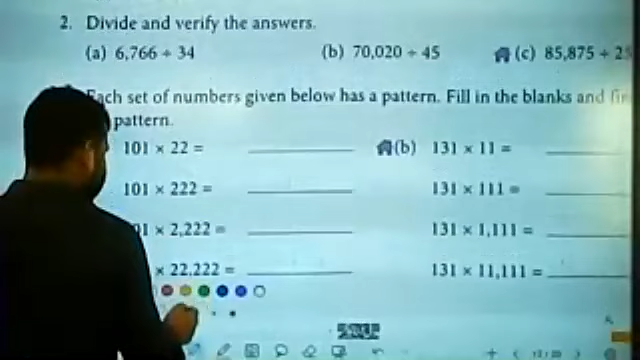 2. Divide and verify the answers.
(a) 6,766 ÷ 34 (b) 70,020 ÷ 45 (c) 85,875 ÷ 25
Each set of numbers given below has a pattern. Fill in the blanks and
pattern.
101 × 22 = (b) 131 × 11 =
101 × 222 = 131 × 111 =
01 × 2,222 = 131 × 1,111 =
× 22,222 = 131 × 11,111 =